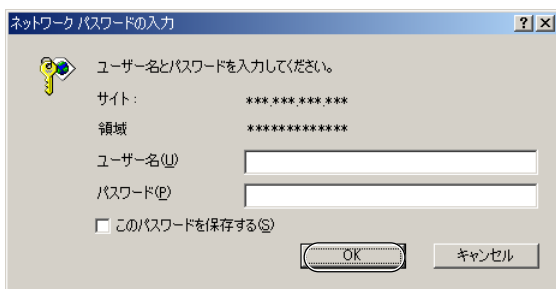 ネットワーク パスワードの入力
ユーザー名とパスワードを入力してください。
サイト: ***.***.***.***
領域 *************
ユーザー名(U)
パスワード(P)
このパスワードを保存する(S)
OK キャンセル